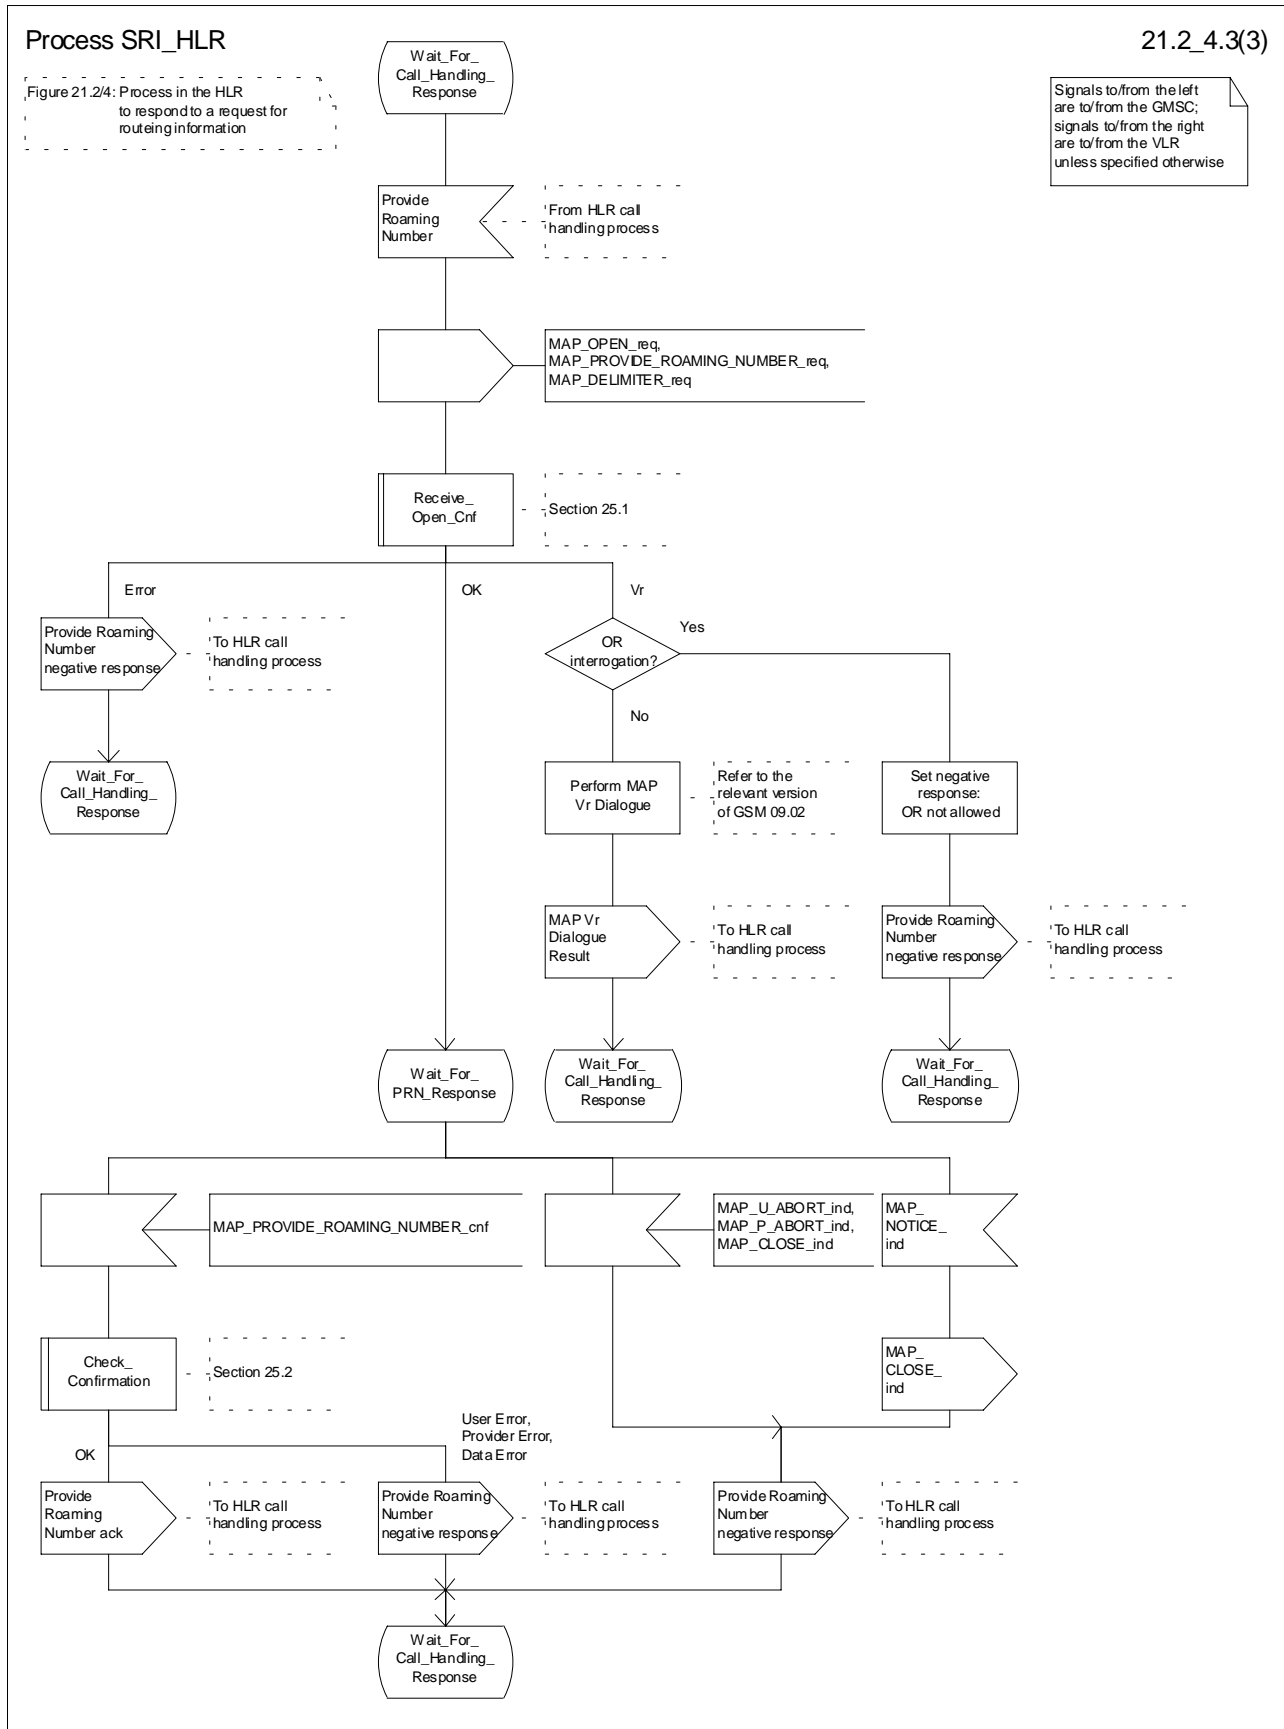 Process SRI_HLR
21.2_4.3(3)
Figure 21.2/4: Process in the HLR
to respond to a request for
routeing information
Wait_For_
Call_Handling_
Response
Signals to/from the left
are to/from the GMSC;
signals to/from the right
are to/from the VLR
unless specified otherwise
Provide
Roaming
Number
From HLR call
handling process
MAP_OPEN_req,
MAP_PROVIDE_ROAMING_NUMBER_req,
MAP_DELIMITER_req
Receive_
Open_Cnf
Section 25.1
Error
OK
Vr
Provide Roaming
Number
negative response
To HLR call
handling process
OR
interrogation?
Yes
No
Wait_For_
Call_Handling_
Response
Perform MAP
Vr Dialogue
Refer to the
relevant version
of GSM 09.02
Set negative
response:
OR not allowed
MAP Vr
Dialogue
Result
To HLR call
handling process
Provide Roaming
Number
negative response
To HLR call
handling process
Wait_For_
PRN_Response
Wait_For_
Call_Handling_
Response
Wait_For_
Call_Handling_
Response
MAP_PROVIDE_ROAMING_NUMBER_cnf
MAP_U_ABORT_ind,
MAP_P_ABORT_ind,
MAP_CLOSE_ind
MAP_
NOTICE_
ind
Check_
Confirmation
Section 25.2
MAP_
CLOSE_
ind
OK
User Error,
Provider Error,
Data Error
Provide
Roaming
Number ack
To HLR call
handling process
Provide Roaming
Number
negative response
To HLR call
handling process
Provide Roaming
Number
negative response
To HLR call
handling process
Wait_For_
Call_Handling_
Response